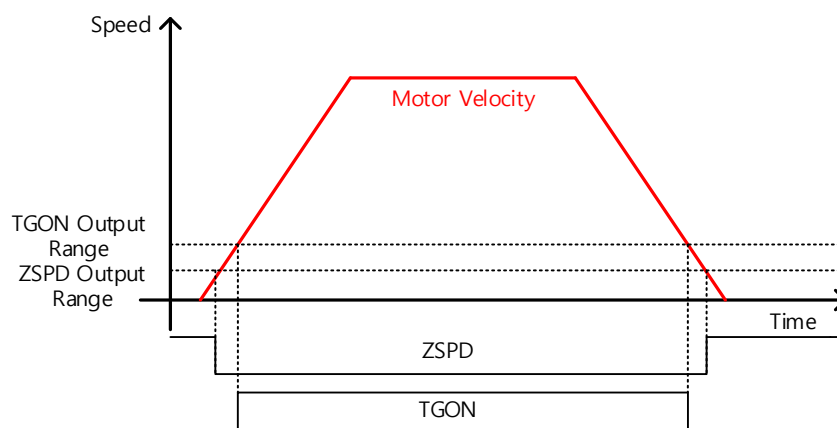 Speed
Motor Velocity
TGON Output
Range
ZSPD Output
Range
Time
ZSPD
TGON